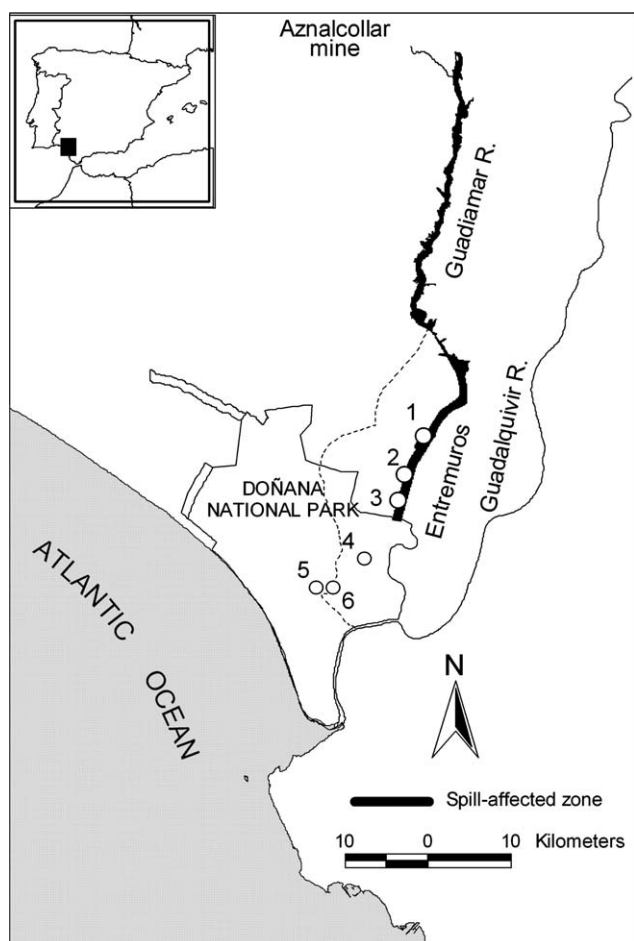 Aznalcollar
mine
Guadiamar R.
Guadalquivir R.
Entremuros
1
2
3
DOÑANA
NATIONAL PARK
4
5
6
ATLANTIC
OCEAN
N
Spill-affected zone
10 0 10 Kilometers